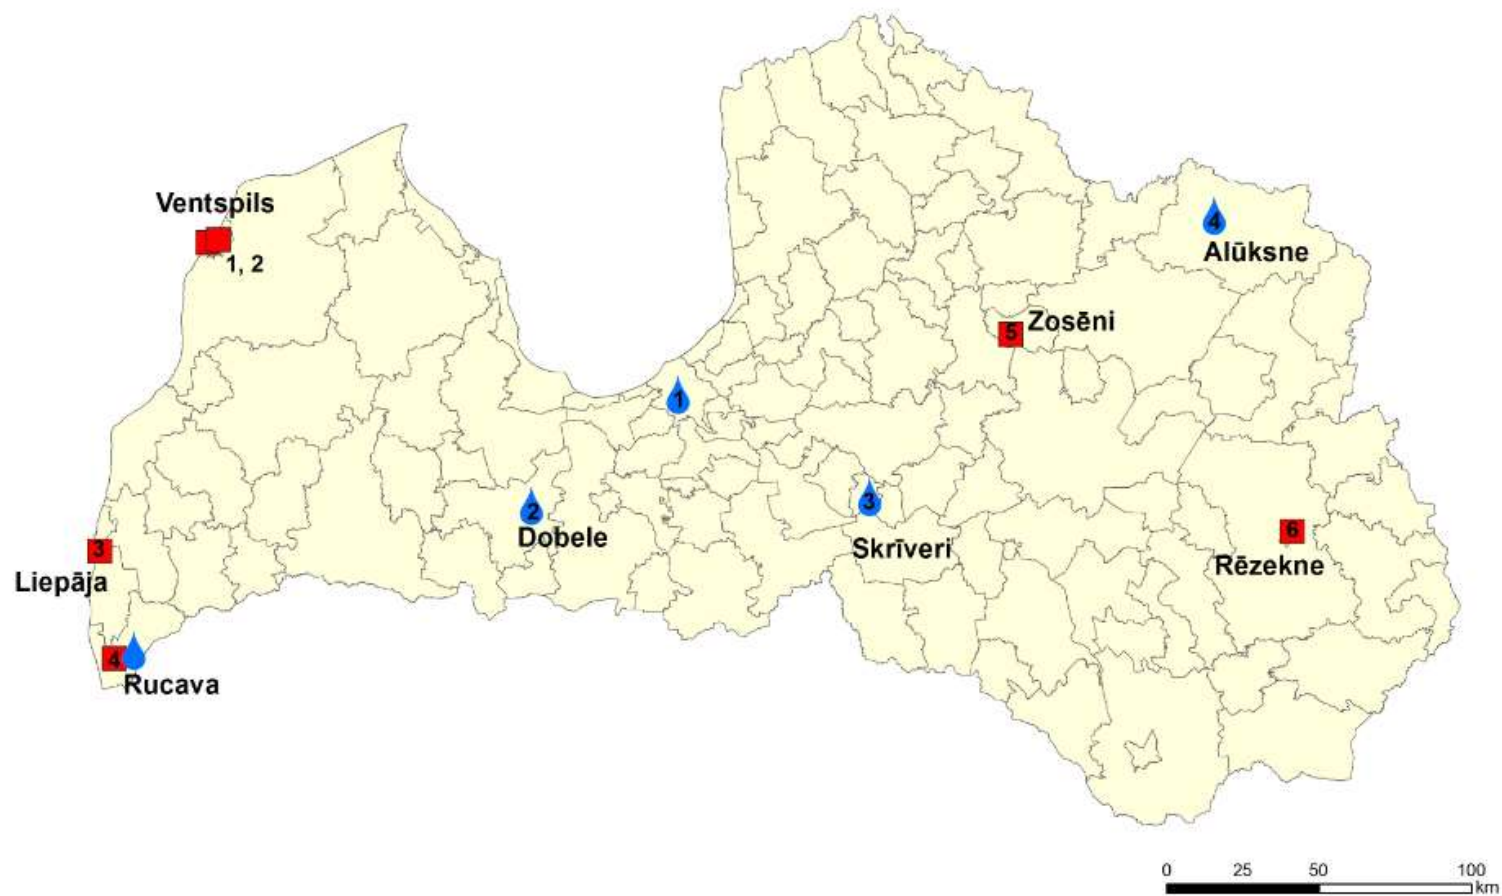 Ventspils
1, 2
4
Alūksne
5
Zosēni
1
2
Dobele
3
Skrīveri
6
Rēzekne
3
Liepāja
4
Rucava
0 25 50 100
km